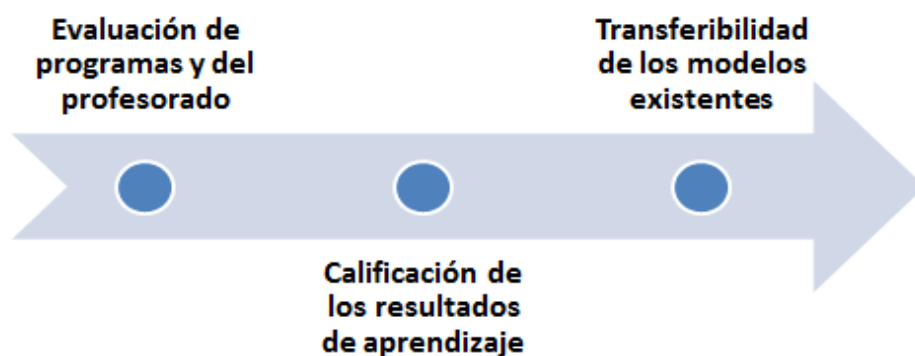 Evaluación de
programas y del
profesorado
Calificación de
los resultados
de aprendizaje
Transferibilidad
de los modelos
existentes